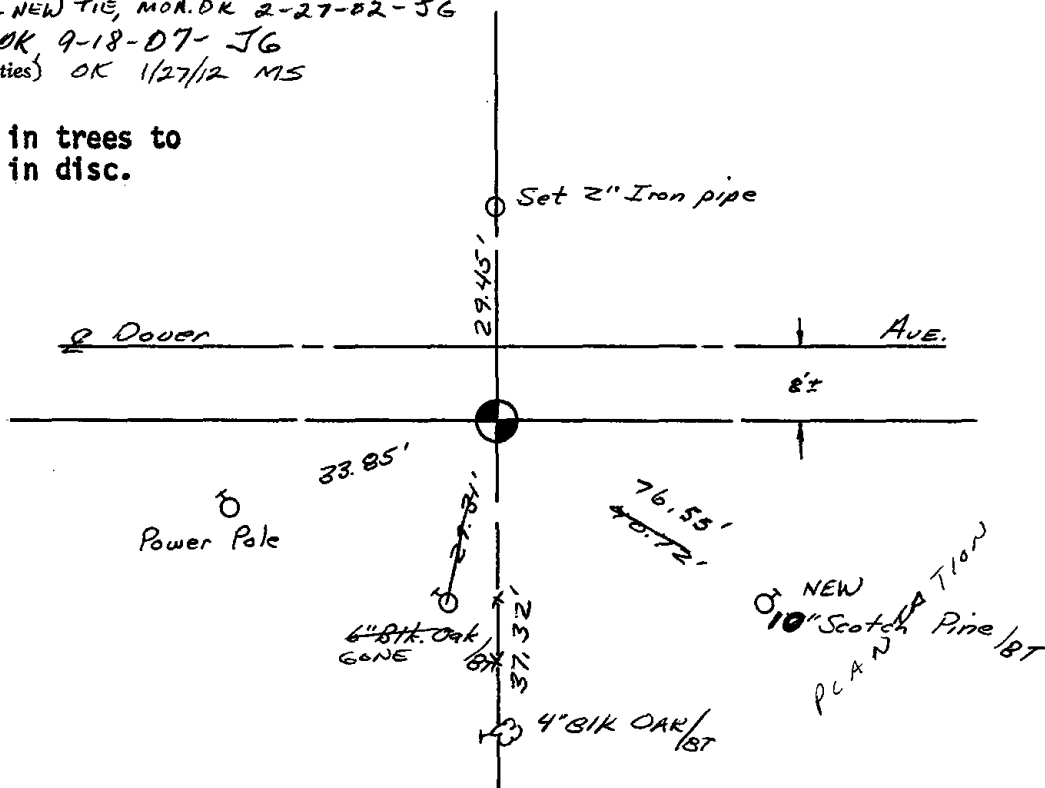 NEW TIE, MON. OK 2-27-02-JG
OK, 9-18-07- JG
ties) OK 1/27/12 MS
in trees to
in disc.
Set 2" Iron pipe
29.45'
℄ Dover Ave.
8'±
33.85'
76.55'
40.72'
Power Pole
NEW
10" Scotch Pine/BT
PLANTATION
6" Blk. Oak/BT
GONE
37.32'
4" Blk OAK/BT